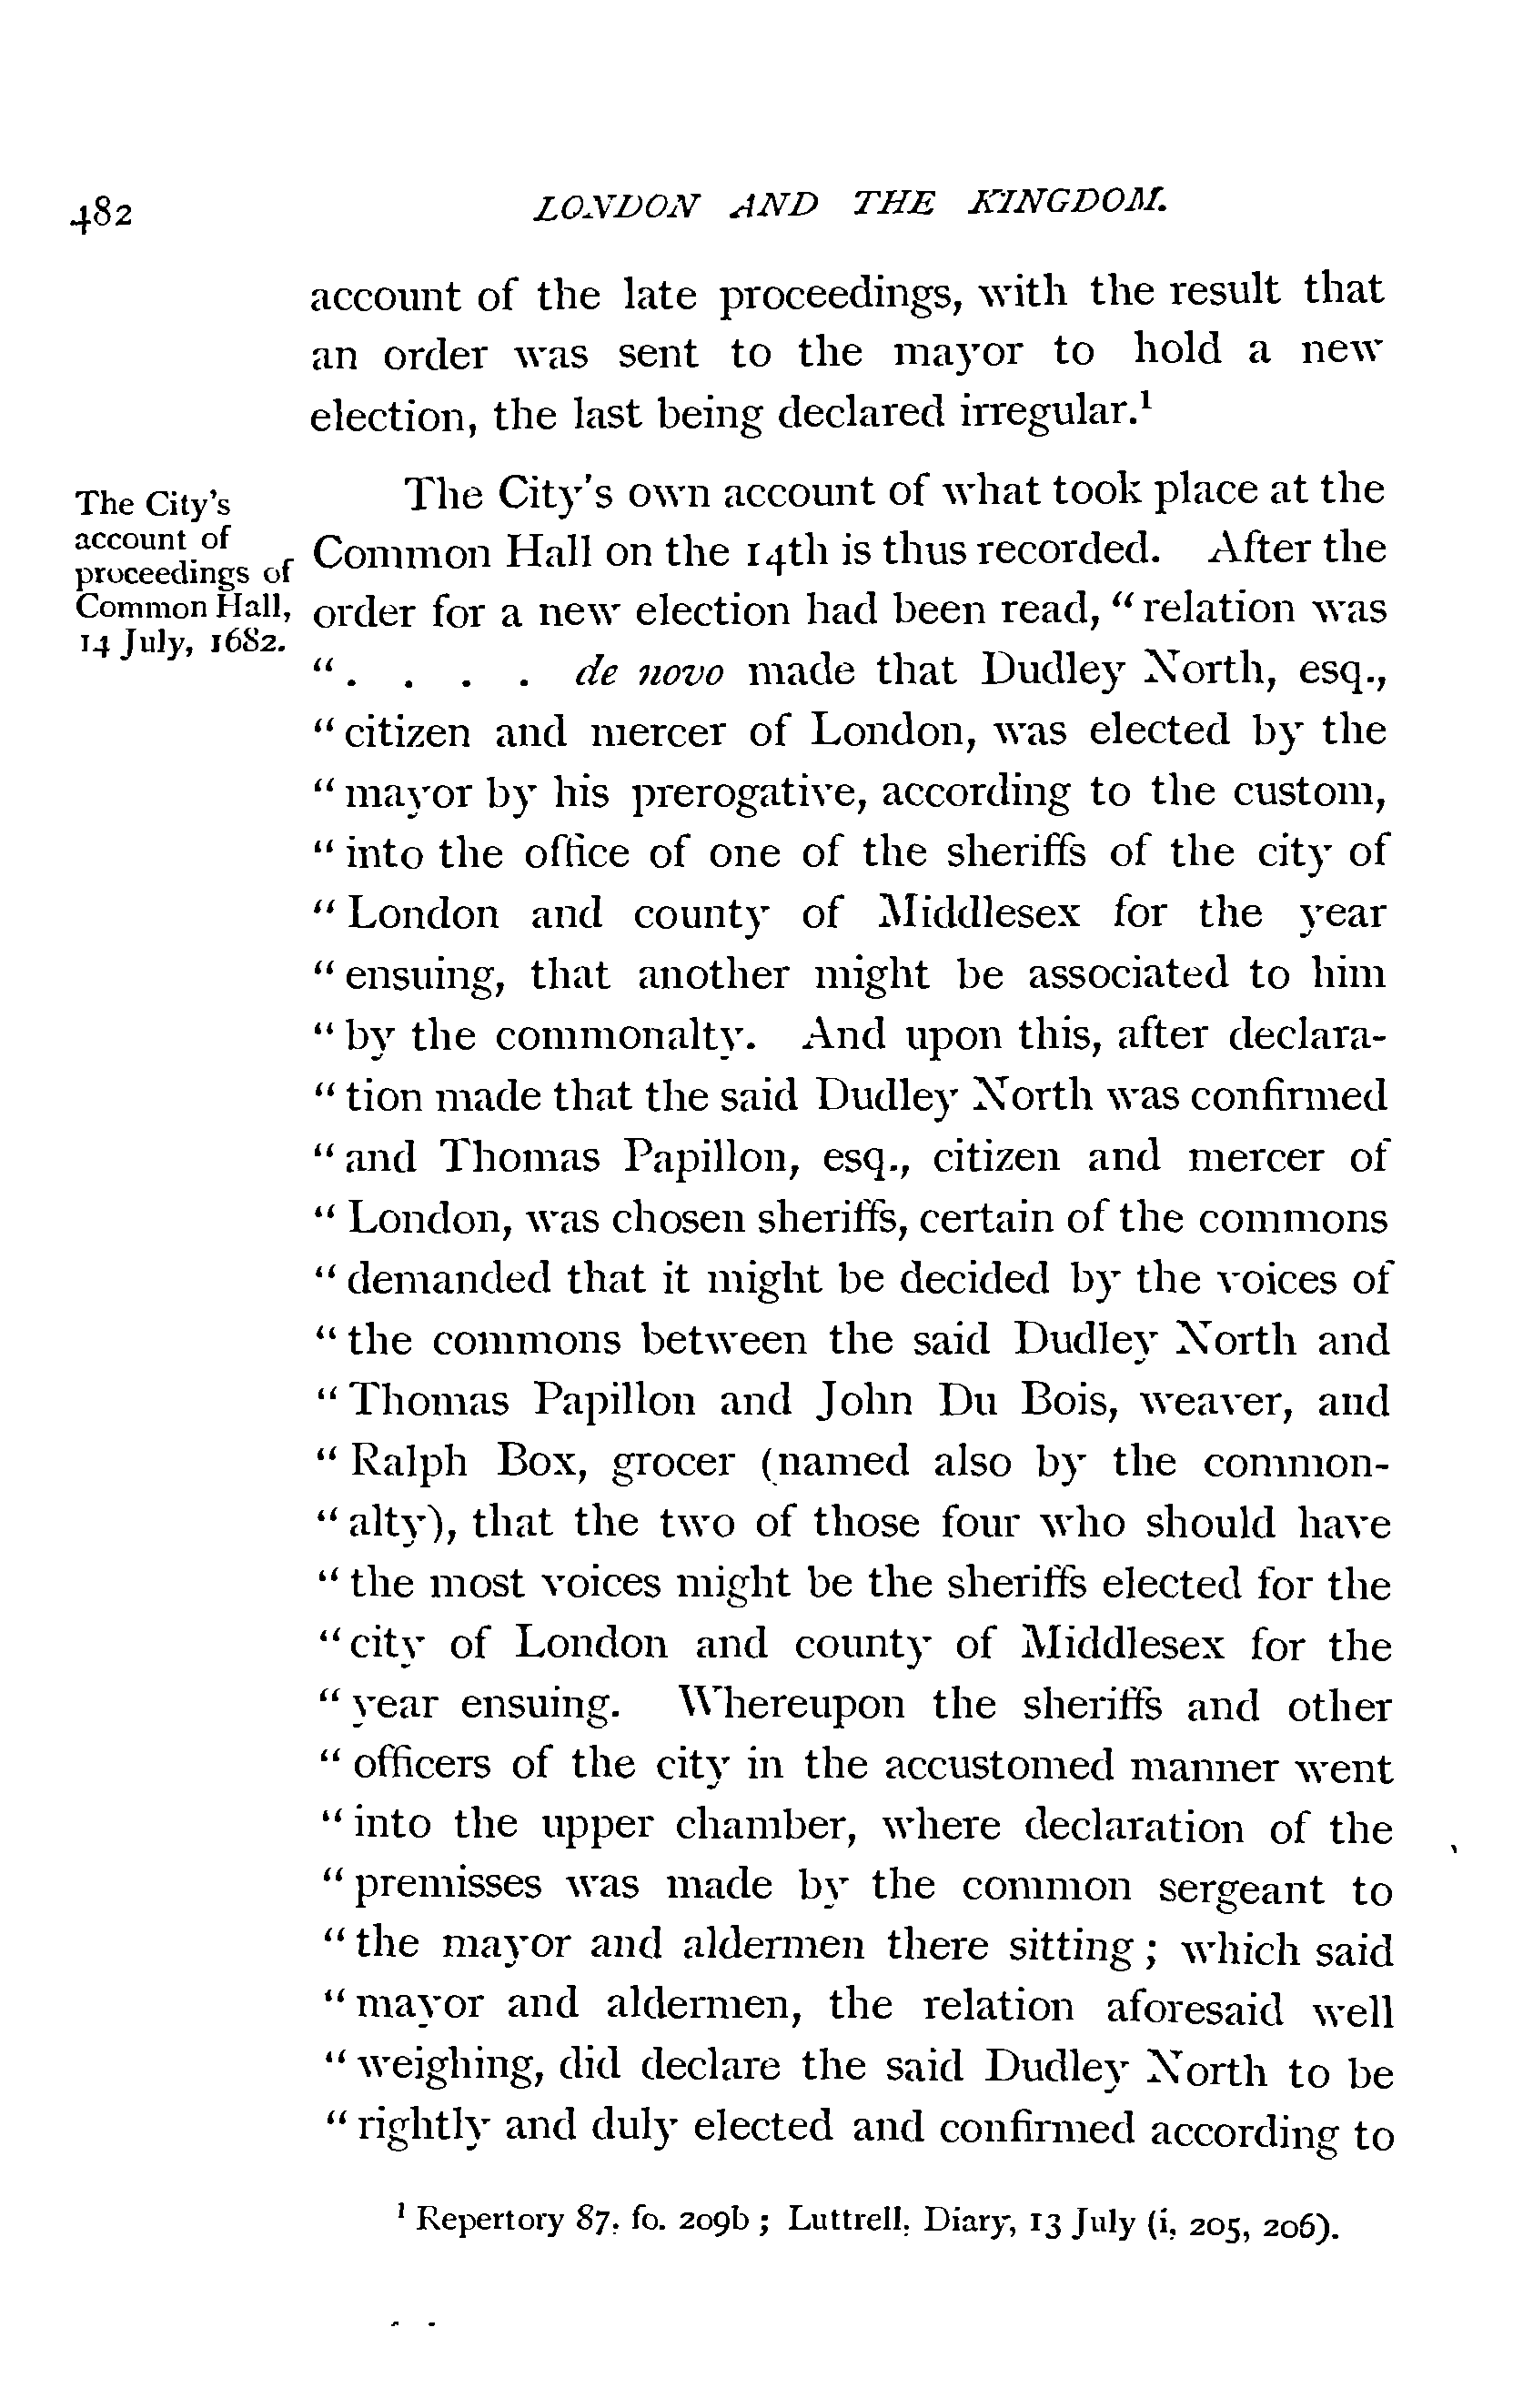 482 LONDON AND THE KINGDOM.
account of the late proceedings, with the result that
an order was sent to the mayor to hold a new
election, the last being declared irregular.¹
The City's
account of
proceedings of
Common Hall,
14 July, 1682.
The City's own account of what took place at the
Common Hall on the 14th is thus recorded. After the
order for a new election had been read, “relation was
“. . . . de novo made that Dudley North, esq.,
“citizen and mercer of London, was elected by the
“mayor by his prerogative, according to the custom,
“into the office of one of the sheriffs of the city of
“London and county of Middlesex for the year
“ensuing, that another might be associated to him
“by the commonalty. And upon this, after declara-
“tion made that the said Dudley North was confirmed
“and Thomas Papillon, esq., citizen and mercer of
“London, was chosen sheriffs, certain of the commons
“demanded that it might be decided by the voices of
“the commons between the said Dudley North and
“Thomas Papillon and John Du Bois, weaver, and
“Ralph Box, grocer (named also by the common-
“alty), that the two of those four who should have
“the most voices might be the sheriffs elected for the
“city of London and county of Middlesex for the
“year ensuing. Whereupon the sheriffs and other
“officers of the city in the accustomed manner went
“into the upper chamber, where declaration of the
“premisses was made by the common sergeant to
“the mayor and aldermen there sitting; which said
“mayor and aldermen, the relation aforesaid well
“weighing, did declare the said Dudley North to be
“rightly and duly elected and confirmed according to
¹ Repertory 87, fo. 209b; Luttrell, Diary, 13 July (i, 205, 206).